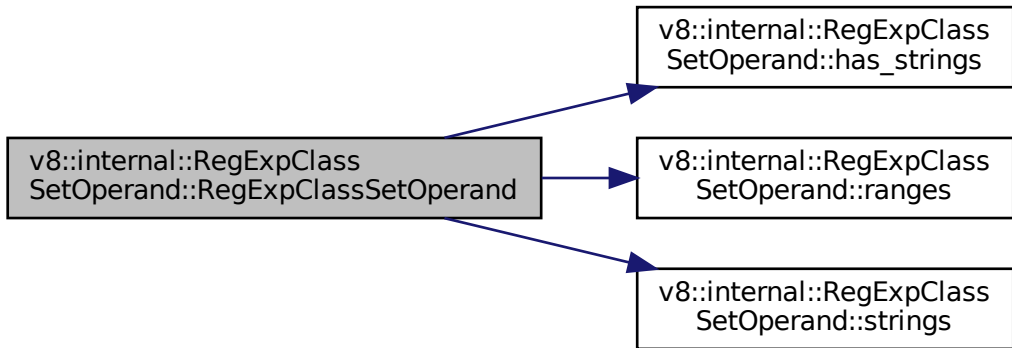 v8::internal::RegExpClass
SetOperand::has_strings
v8::internal::RegExpClass
SetOperand::RegExpClassSetOperand
v8::internal::RegExpClass
SetOperand::ranges
v8::internal::RegExpClass
SetOperand::strings